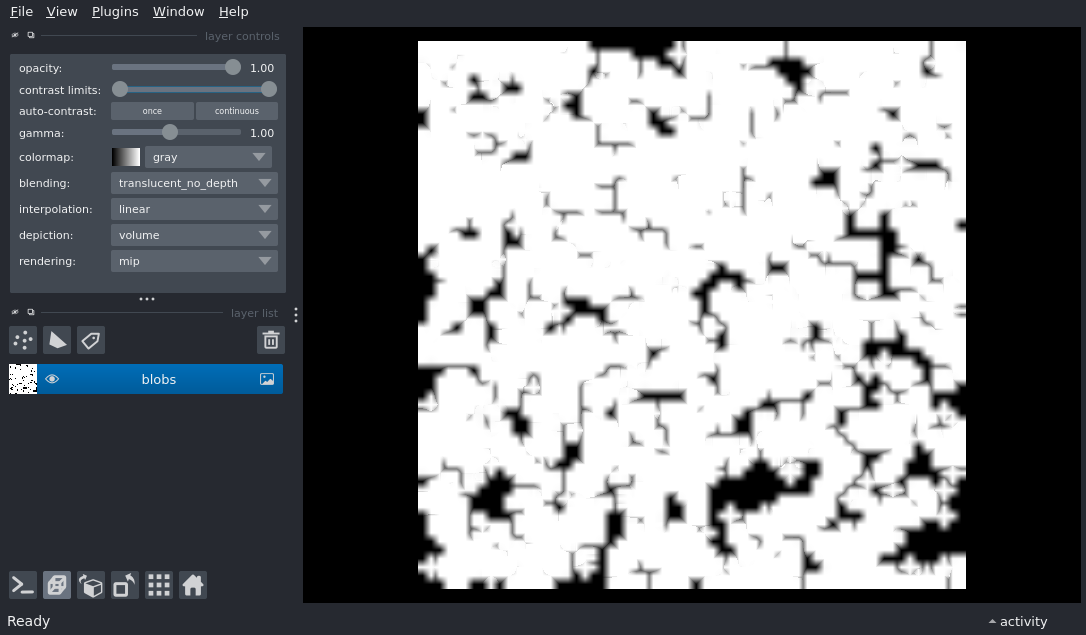 File View Plugins Window Help
layer controls
opacity: 1.00
contrast limits:
auto-contrast: once continuous
gamma: 1.00
colormap: gray
blending: translucent_no_depth
interpolation: linear
depiction: volume
rendering: mip
layer list
blobs
Ready activity